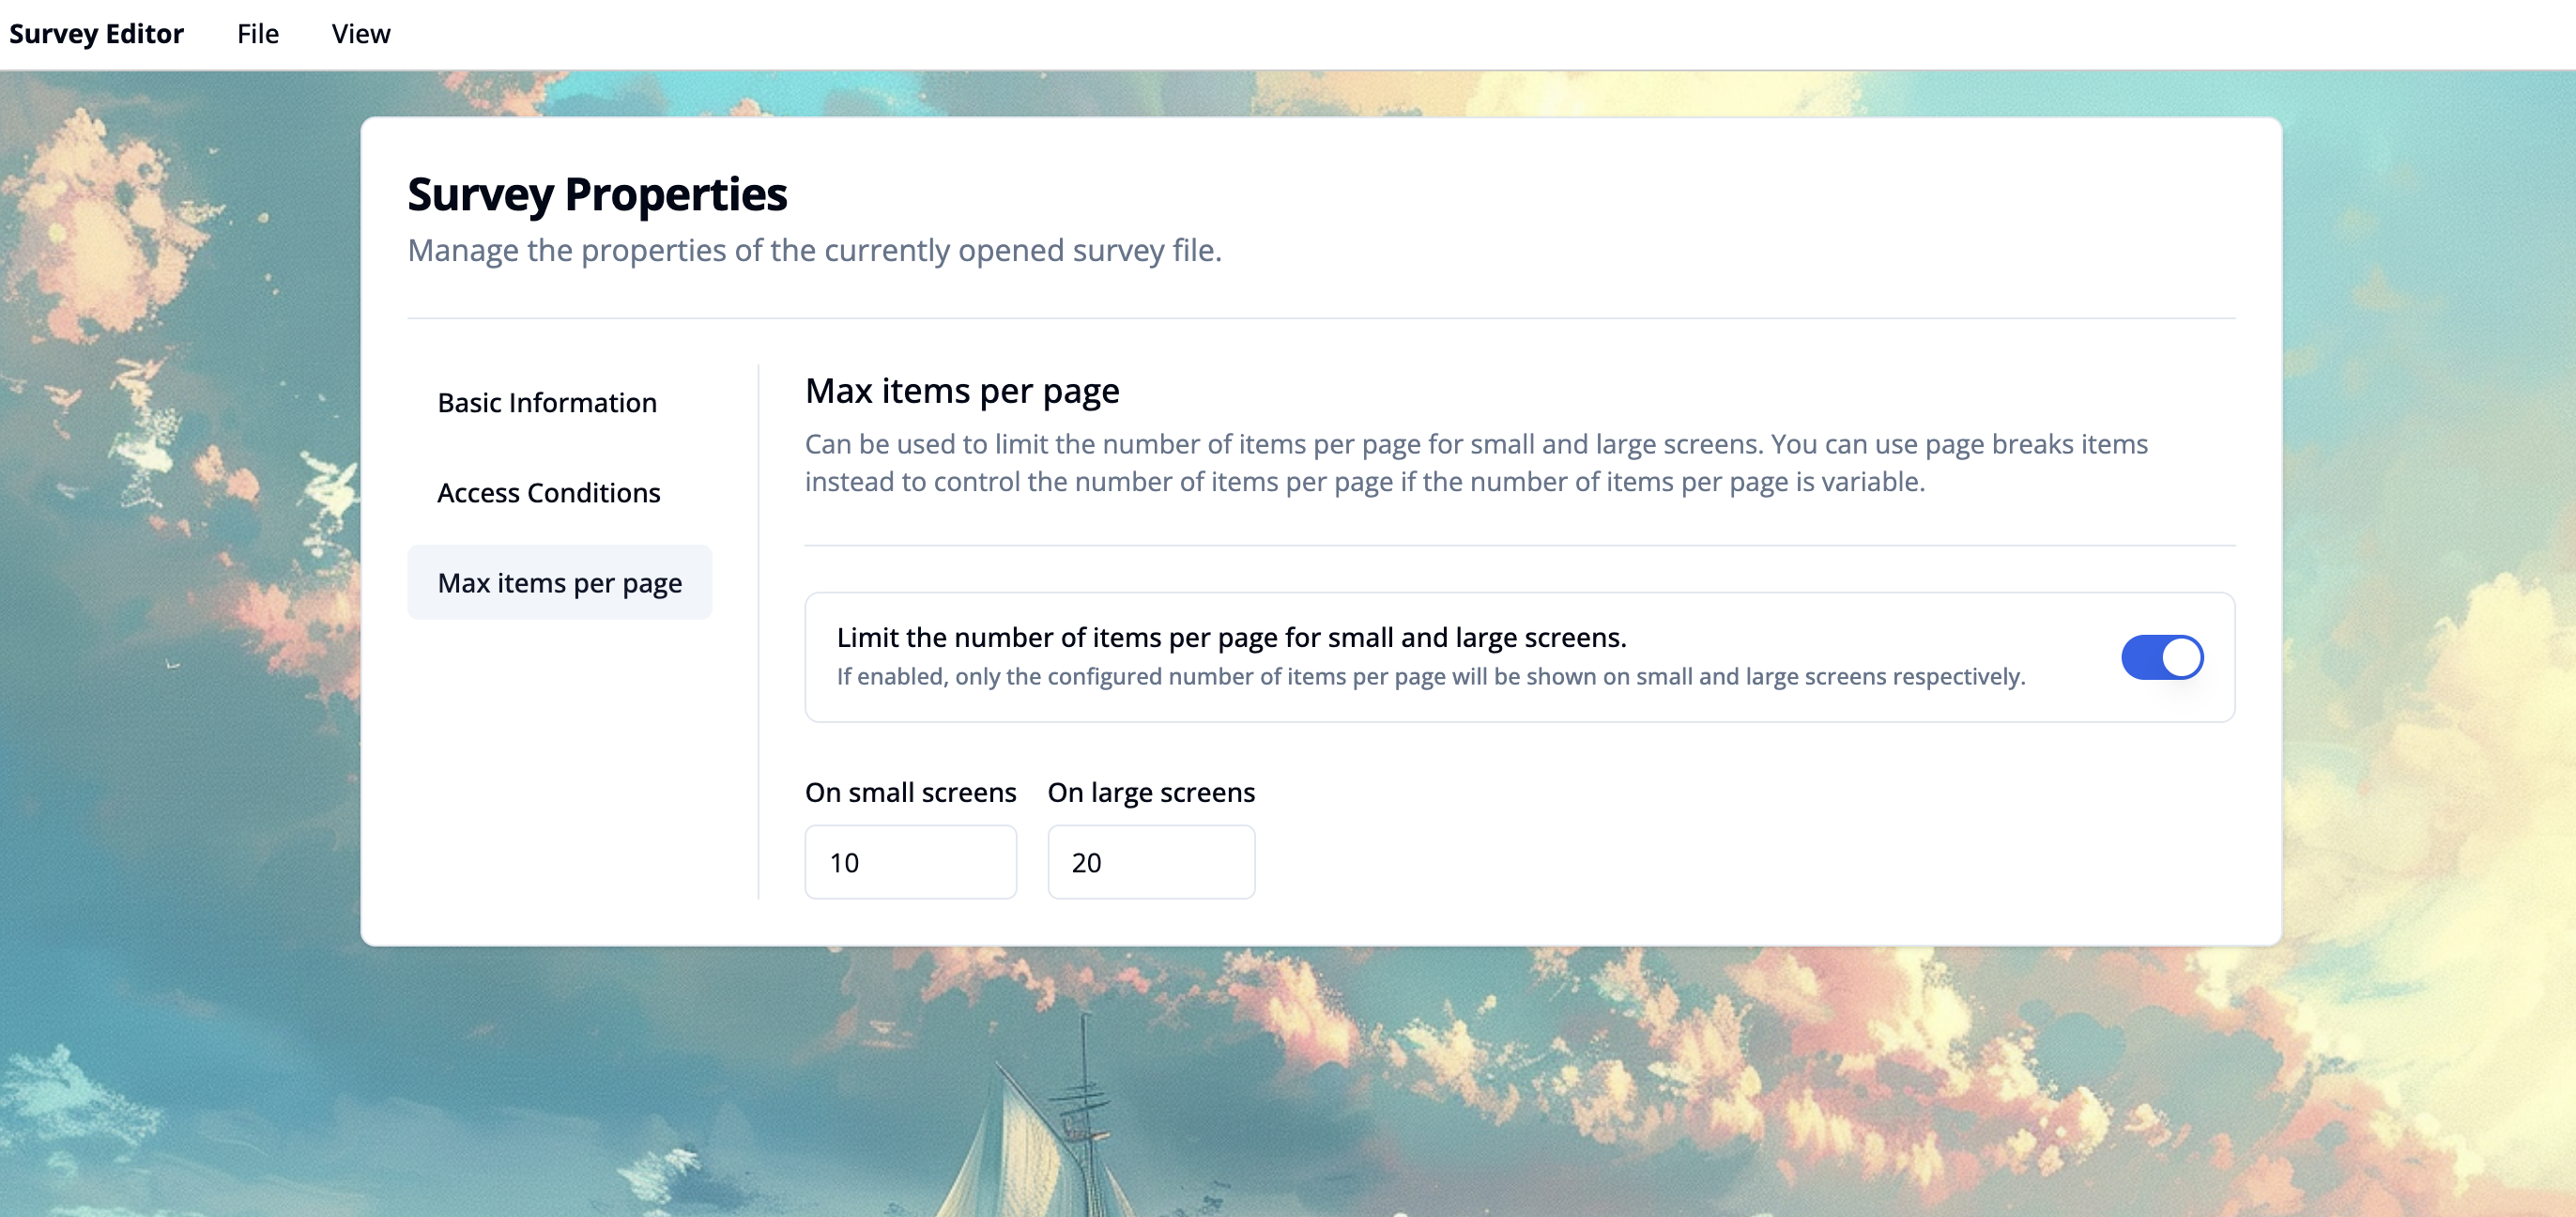 Survey Editor File View
Survey Properties
Manage the properties of the currently opened survey file.
Basic Information
Access Conditions
Max items per page
Max items per page
Can be used to limit the number of items per page for small and large screens. You can use page breaks items
instead to control the number of items per page if the number of items per page is variable.
Limit the number of items per page for small and large screens.
If enabled, only the configured number of items per page will be shown on small and large screens respectively.
On small screens On large screens
10 20